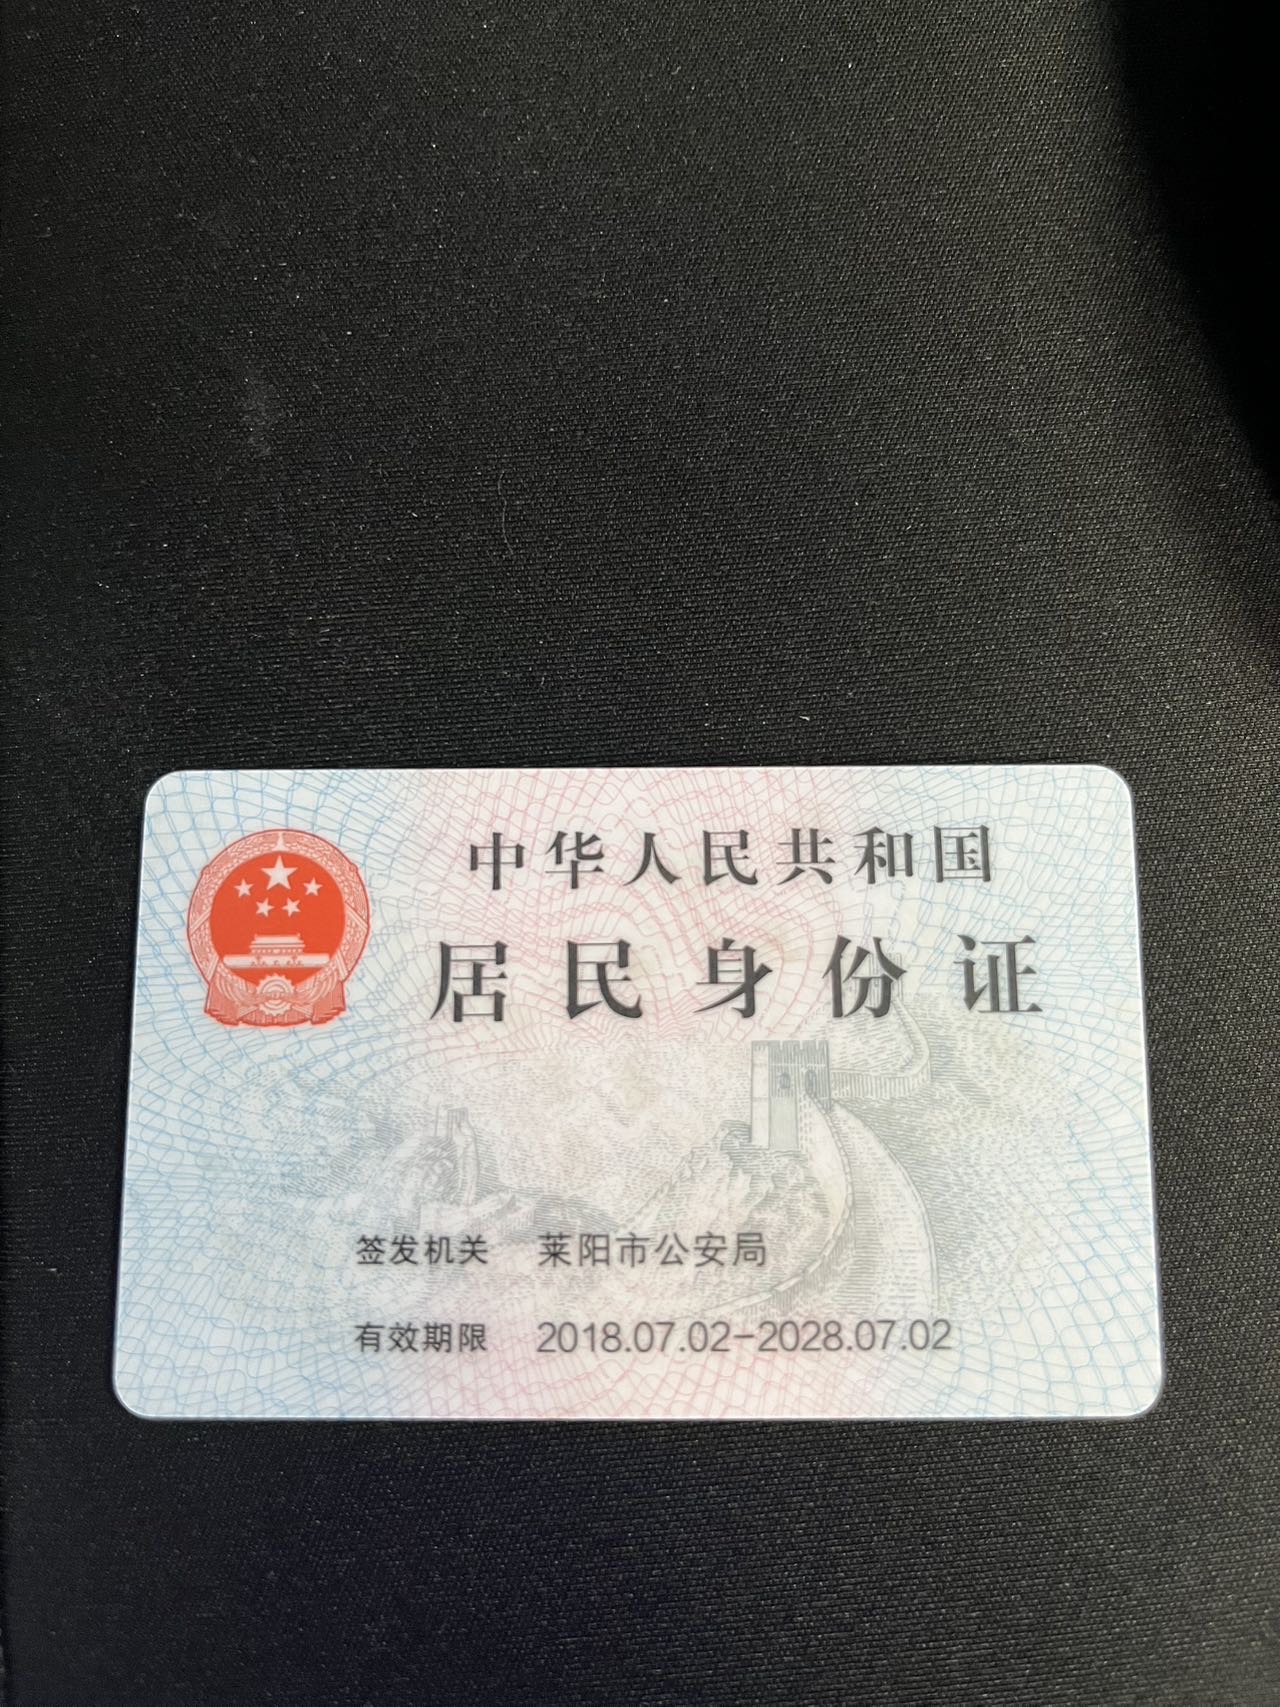 中华人民共和国
居民身份证
签发机关 莱阳市公安局
有效期限 2018.07.02-2028.07.02